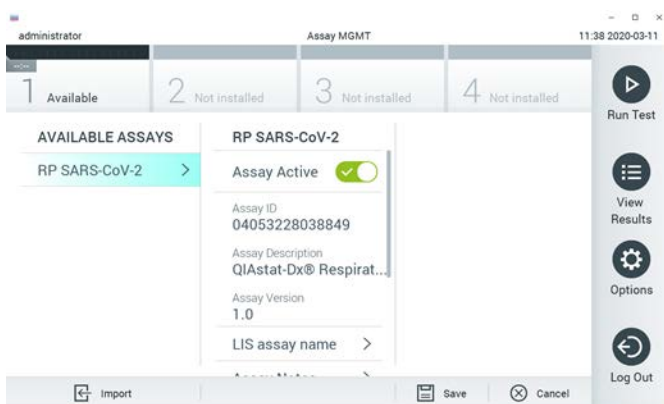 administrator Assay MGMT 11:38 2020-03-11
1 Available 2 Not installed 3 Not installed 4 Not installed
Run Test
AVAILABLE ASSAYS RP SARS-CoV-2
RP SARS-CoV-2 > Assay Active
View Results
Assay ID
04053228038849
Assay Description
QIAstat-Dx® Respirat...
Options
Assay Version
1.0
LIS assay name >
Log Out
Import Save Cancel